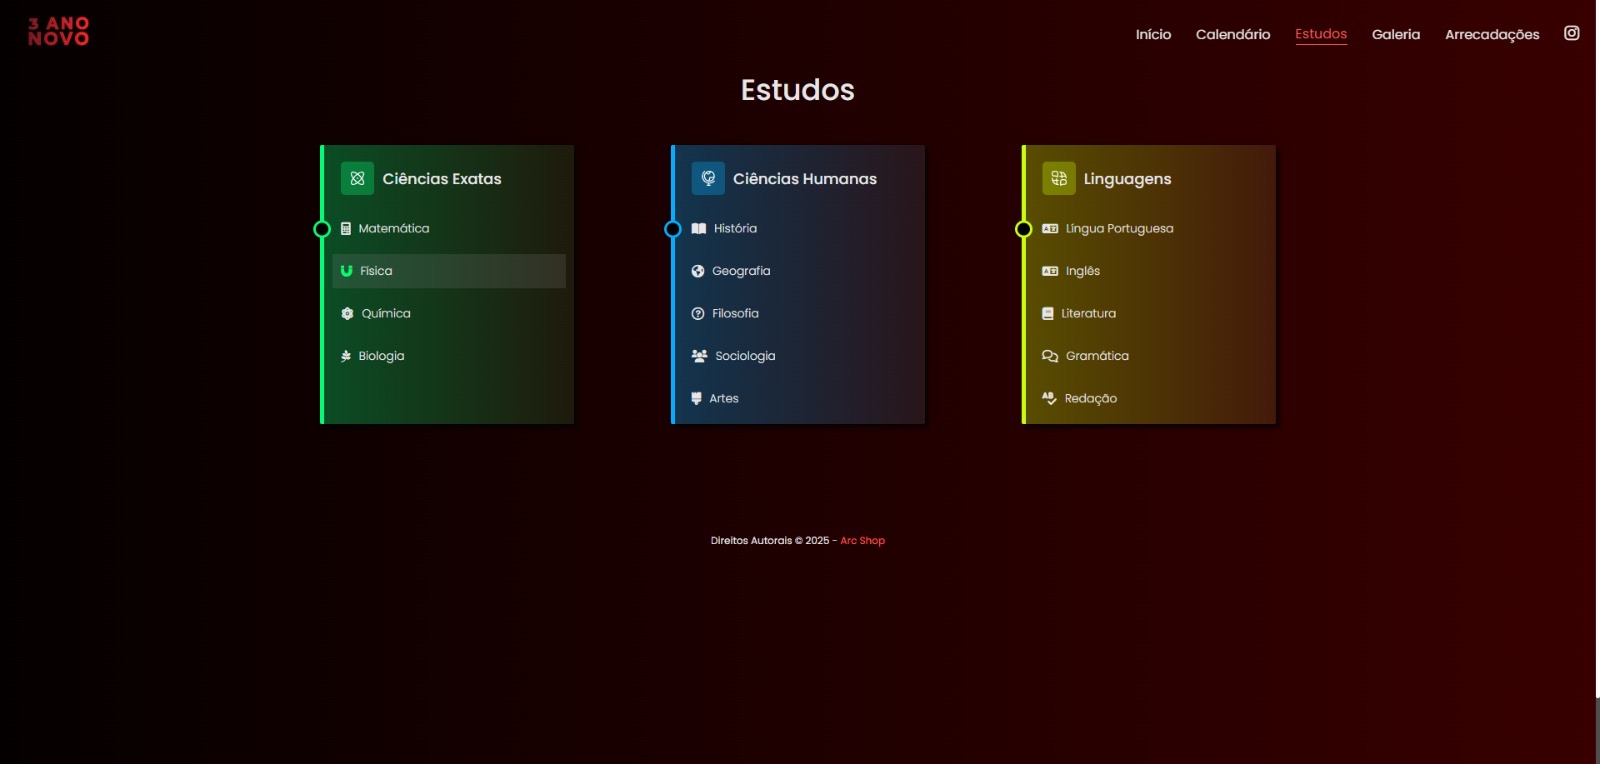 3 ANO
NOVO
Início Calendário Estudos Galeria Arrecadações
Estudos
Ciências Exatas
Matemática
Física
Química
Biologia
Ciências Humanas
História
Geografia
Filosofia
Sociologia
Artes
Linguagens
Língua Portuguesa
Inglês
Literatura
Gramática
Redação
Direitos Autorais © 2025 - Arc Shop